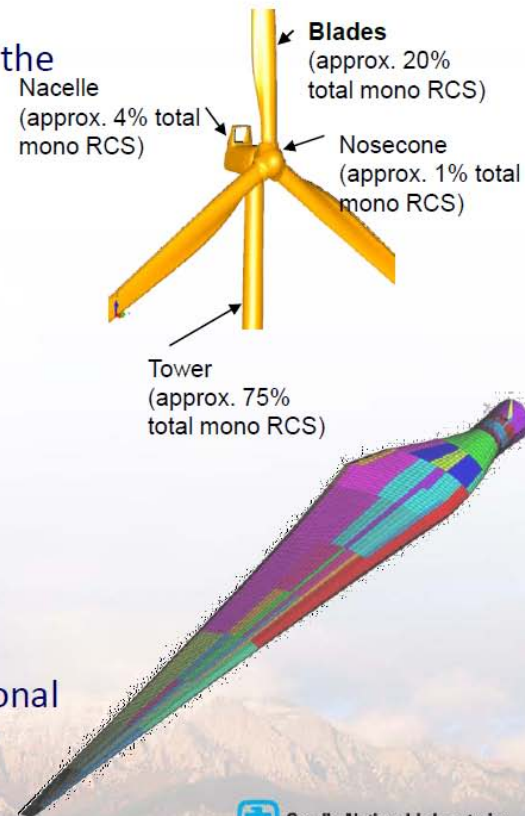 the
Blades
(approx. 20%
total mono RCS)
Nacelle
(approx. 4% total
mono RCS)
Nosecone
(approx. 1% total
mono RCS)
Tower
(approx. 75%
total mono RCS)
onal